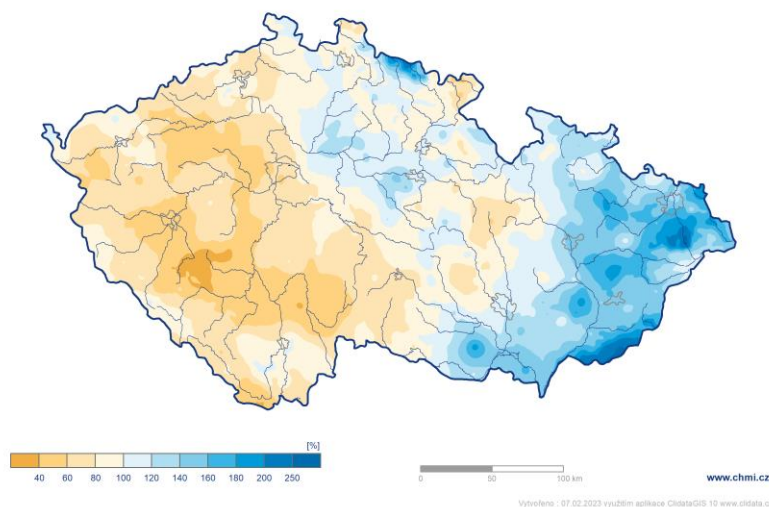 [%]
40 60 80 100 120 140 160 180 200 250
0 50 100 km
www.chmi.cz
Vytvořeno : 07.02.2023 využitím aplikace ClidataGIS 10 www.clidata.c